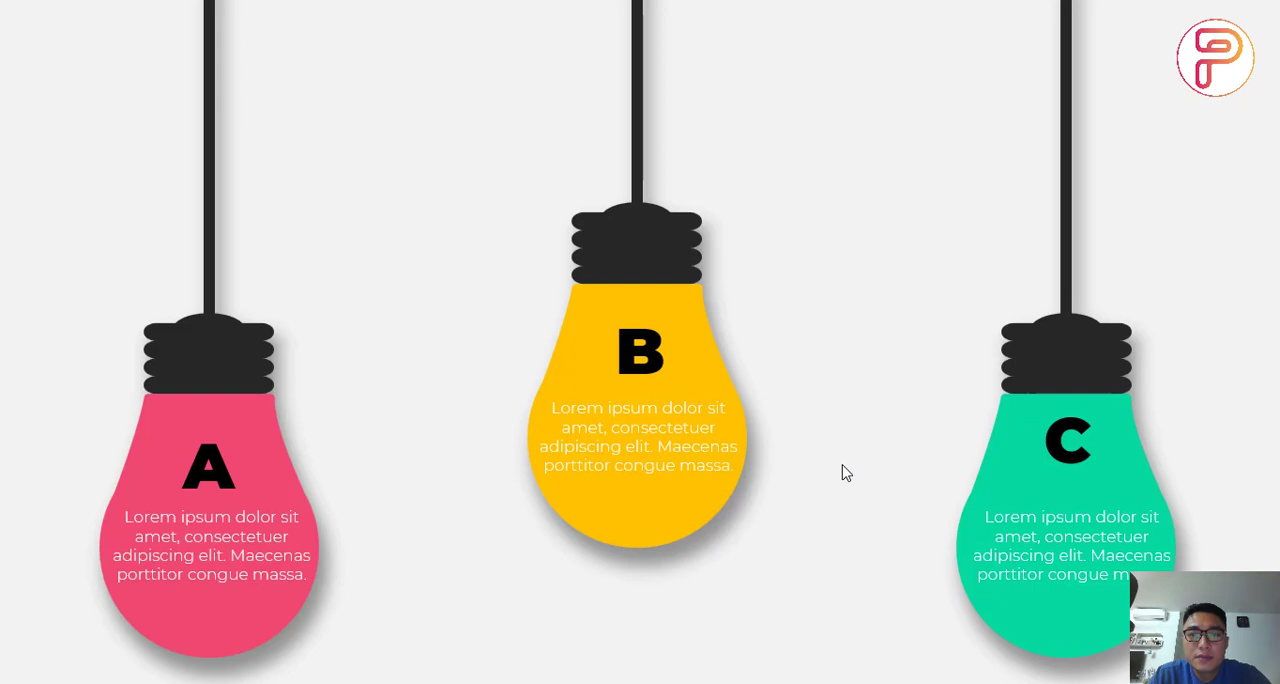 A
Lorem ipsum dolor sit
amet, consectetuer
adipiscing elit. Maecenas
porttitor congue massa.
B
Lorem ipsum dolor sit
amet, consectetuer
adipiscing elit. Maecenas
porttitor congue massa.
C
Lorem ipsum dolor sit
amet, consectetuer
adipiscing elit. Maecenas
porttitor congue